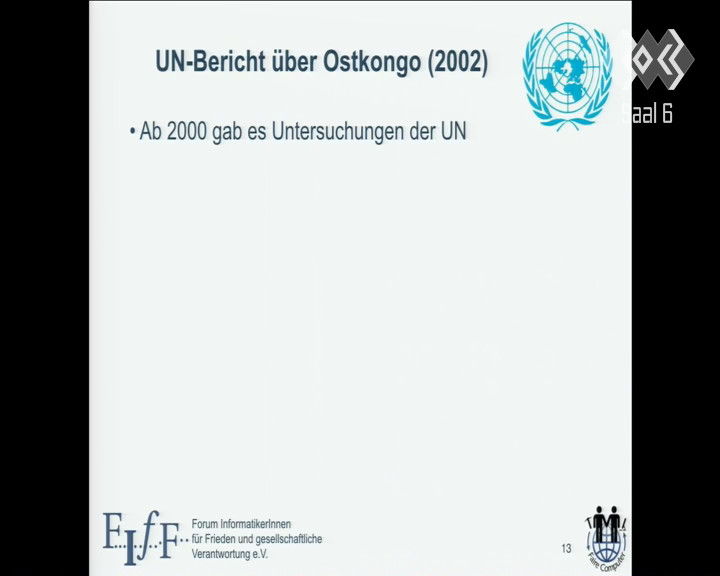 UN-Bericht über Ostkongo (2002)
Saal 6
• Ab 2000 gab es Untersuchungen der UN
F..I..f..F..
Forum InformatikerInnen
für Frieden und gesellschaftliche
Verantwortung e.V.
13
Faire Computer